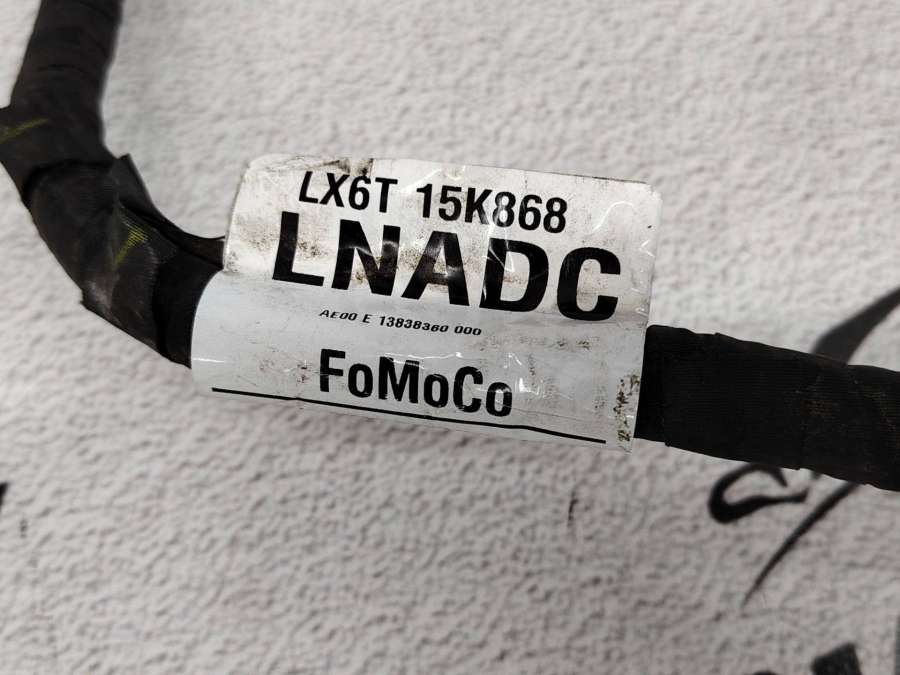 LX6T 15K868
LNADC
AE00 E 13838360 000
FoMoCo